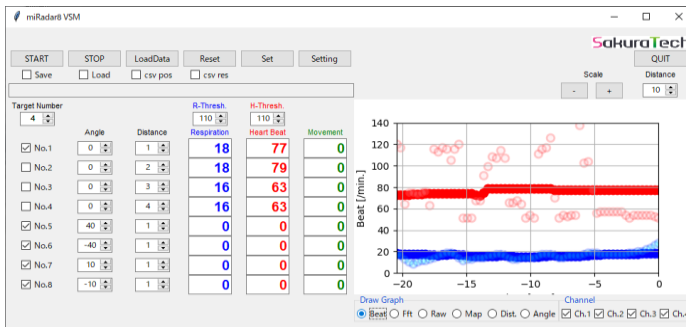 miRadar8 VSM
SakuraTech
START STOP LoadData Reset Set Setting QUIT
Save Load csv pos csv res Scale Distance
- + 10
Target Number R-Thresh. H-Thresh.
4 110 110
Angle Distance Respiration Heart Beat Movement
No.1 0 1 18 77 0
No.2 0 2 18 79 0
No.3 0 3 16 63 0
No.4 0 4 16 63 0
No.5 40 1 0 0 0
No.6 -40 1 0 0 0
No.7 10 1 0 0 0
No.8 -10 1 0 0 0
140
120
100
80
60
40
20
0
Beat [/min.]
−20 −15 −10 −5 0
Draw Graph Channel
Beat Fft Raw Map Dist. Angle Ch.1 Ch.2 Ch.3